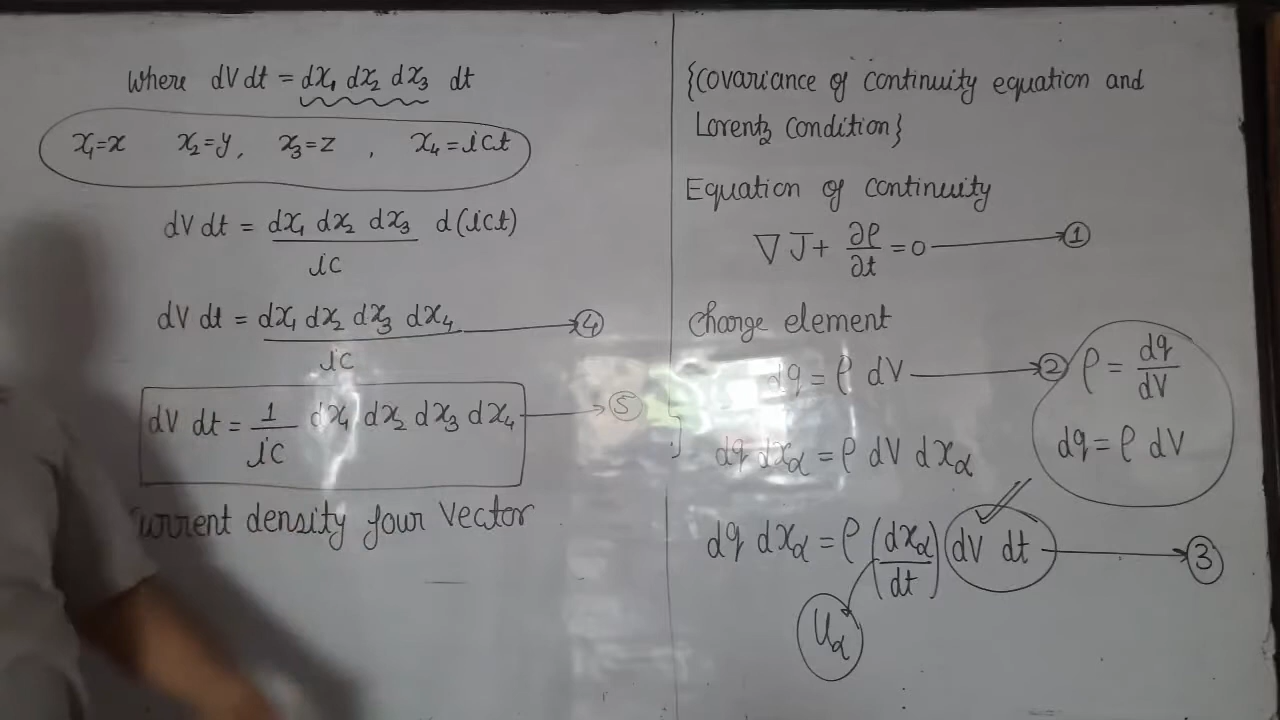 where dV dt = dx₁ dx₂ dx₃ dt
x₁=x x₂=y, x₃=z , x₄=ict
dV dt = dx₁ dx₂ dx₃ d(ict)
ic
dV dt = dx₁ dx₂ dx₃ dx₄ ④
ic
dV dt = 1/ic dx₁ dx₂ dx₃ dx₄ ⑤
current density four vector
{covariance of continuity equation and
Lorentz condition}
Equation of continuity
∇ J + ∂ρ/∂t = 0 ①
charge element
dq = ρ dV ②
ρ = dq/dV
dq = ρ dV
dq dxα = ρ dV dxα
dq dxα = ρ (dxα/dt) dV dt ③
Uα